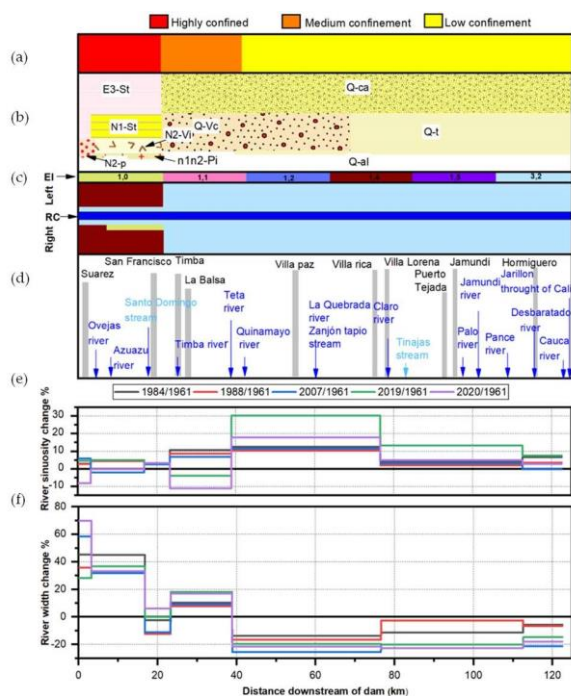 Highly confined
Medium confinement
Low confinement
(a)
E3-St
Q-ca
(b)
N1-St
Q-Vc
N2-Vi
Q-t
N2-p
n1n2-Pi
Q-al
(c)
EI
1,0
1,1
1,2
3,2
Left
RC
Right
San Francisco
Timba
Villa paz
Villa rica
Villa Lorena
Jamundi
Hormiguero
Suarez
La Balsa
Puerto
Tejada
(d)
Santo Domingo
stream
Teta
river
La Quebrada
river
Claro
river
Jamundi
river
Jarillon
throught of Cali
Ovejas
river
Azuazu
river
Timba river
Quinamayo
river
Zanjón tapio
stream
Tinajas
stream
Palo
river
Pance
river
Desbaratado
river
Cauca
river
(e)
1984/1961
1988/1961
2007/1961
2019/1961
2020/1961
River sinuosity change %
30
20
10
0
-10
(f)
River width change %
80
60
40
20
0
-20
0
20
40
60
80
100
120
Distance downstream of dam (km)